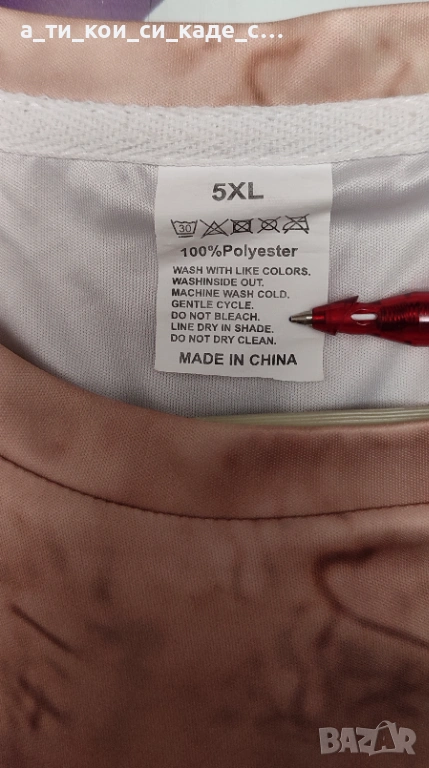 а_ти_кои_си_каде_с...
5XL
30
100%Polyester
WASH WITH LIKE COLORS.
WASHINSIDE OUT.
MACHINE WASH COLD.
GENTLE CYCLE.
DO NOT BLEACH.
LINE DRY IN SHADE.
DO NOT DRY CLEAN.
MADE IN CHINA
BAZAR